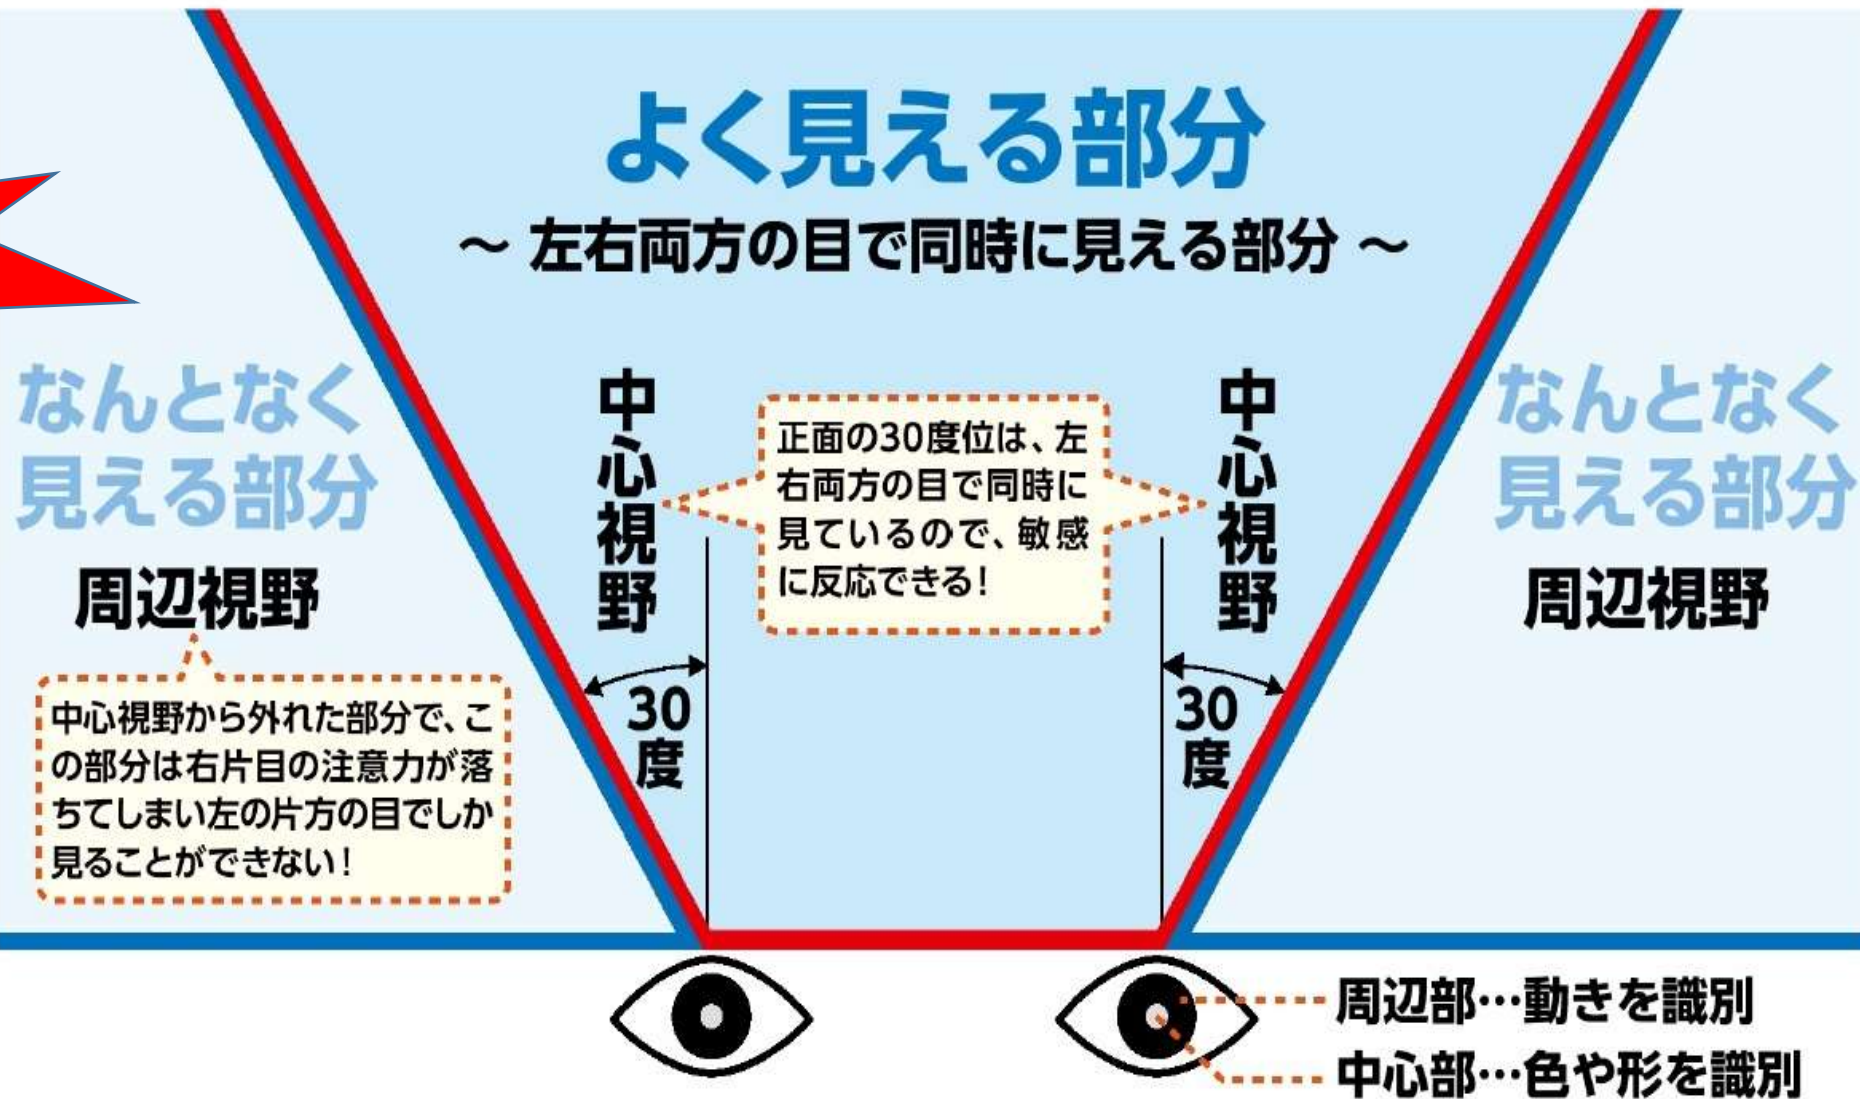 よく見える部分
～ 左右両方の目で同時に見える部分 ～
なんとなく
見える部分
周辺視野
中心視野から外れた部分で、こ
の部分は右片目の注意力が落
ちてしまい左の片方の目でしか
見ることができない！
中心視野
30
度
正面の30度位は、左
右両方の目で同時に
見ているので、敏感
に反応できる！
中心視野
30
度
なんとなく
見える部分
周辺視野
周辺部…動きを識別
中心部…色や形を識別